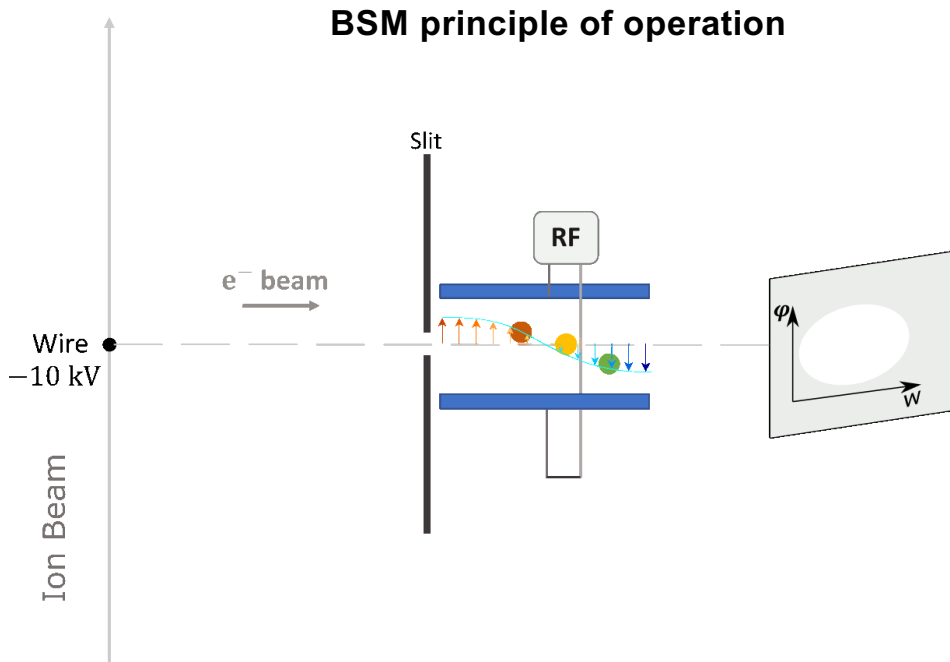 BSM principle of operation
Slit
RF
e⁻ beam
Wire
−10 kV
φ
w
Ion Beam